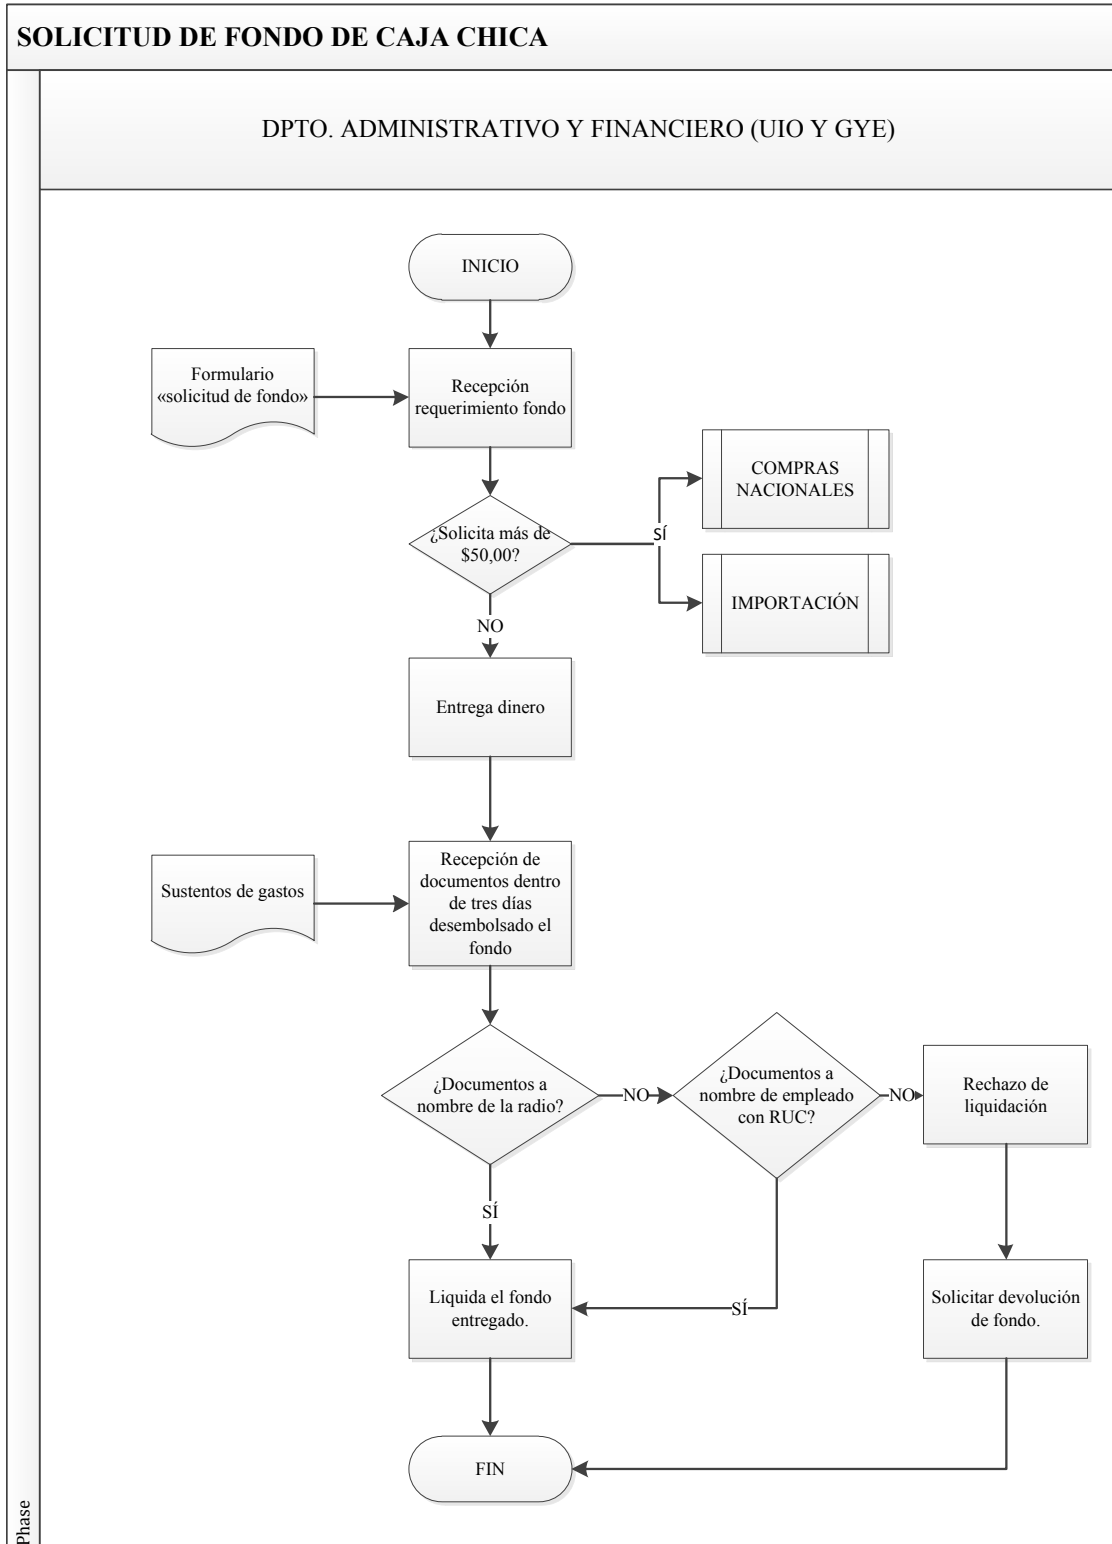 SOLICITUD DE FONDO DE CAJA CHICA
DPTO. ADMINISTRATIVO Y FINANCIERO (UIO Y GYE)
INICIO
Formulario
«solicitud de fondo»
Recepción
requerimiento fondo
COMPRAS
NACIONALES
¿Solicita más de
$50,00?
SÍ
IMPORTACIÓN
NO
Entrega dinero
Sustentos de gastos
Recepción de
documentos dentro
de tres días
desembolsado el
fondo
¿Documentos a
nombre de la radio?
NO
¿Documentos a
nombre de empleado
con RUC?
NO
Rechazo de
liquidación
SÍ
Liquida el fondo
entregado.
SÍ
Solicitar devolución
de fondo.
FIN
Phase